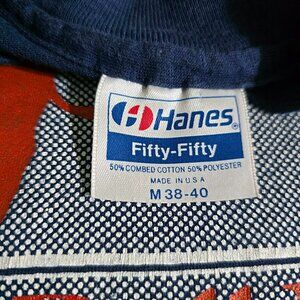 Hanes®
Fifty-Fifty
50% COMBED COTTON 50% POLYESTER
MADE IN U.S.A
M 38-40